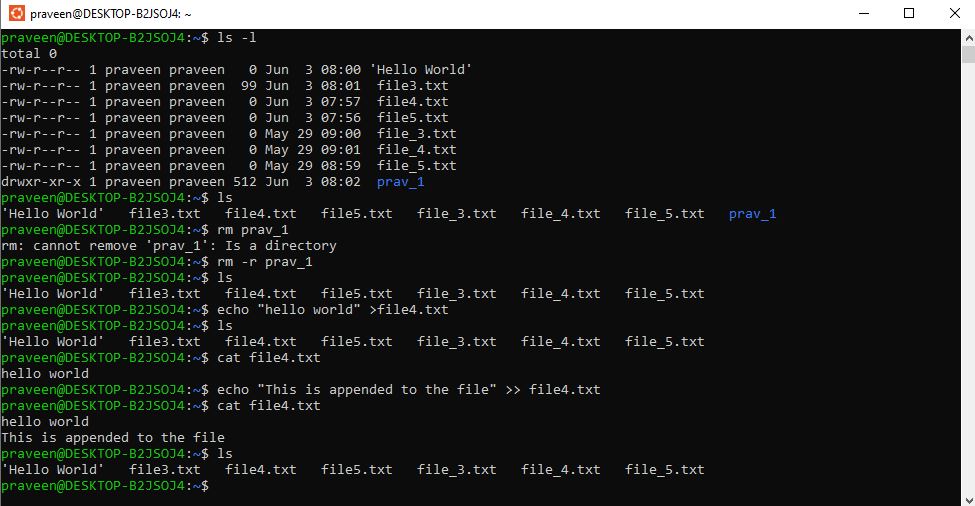 praveen@DESKTOP-B2JSOJ4: ~
praveen@DESKTOP-B2JSOJ4:~$ ls -l
total 0
-rw-r--r-- 1 praveen praveen   0 Jun  3 08:00 'Hello World'
-rw-r--r-- 1 praveen praveen  99 Jun  3 08:01  file3.txt
-rw-r--r-- 1 praveen praveen   0 Jun  3 07:57  file4.txt
-rw-r--r-- 1 praveen praveen   0 Jun  3 07:56  file5.txt
-rw-r--r-- 1 praveen praveen   0 May 29 09:00  file_3.txt
-rw-r--r-- 1 praveen praveen   0 May 29 09:01  file_4.txt
-rw-r--r-- 1 praveen praveen   0 May 29 08:59  file_5.txt
drwxr-xr-x 1 praveen praveen 512 Jun  3 08:02  prav_1
praveen@DESKTOP-B2JSOJ4:~$ ls
'Hello World'   file3.txt   file4.txt   file5.txt   file_3.txt   file_4.txt   file_5.txt   prav_1
praveen@DESKTOP-B2JSOJ4:~$ rm prav_1
rm: cannot remove 'prav_1': Is a directory
praveen@DESKTOP-B2JSOJ4:~$ rm -r prav_1
praveen@DESKTOP-B2JSOJ4:~$ ls
'Hello World'   file3.txt   file4.txt   file5.txt   file_3.txt   file_4.txt   file_5.txt
praveen@DESKTOP-B2JSOJ4:~$ echo "hello world" >file4.txt
praveen@DESKTOP-B2JSOJ4:~$ ls
'Hello World'   file3.txt   file4.txt   file5.txt   file_3.txt   file_4.txt   file_5.txt
praveen@DESKTOP-B2JSOJ4:~$ cat file4.txt
hello world
praveen@DESKTOP-B2JSOJ4:~$ echo "This is appended to the file" >> file4.txt
praveen@DESKTOP-B2JSOJ4:~$ cat file4.txt
hello world
This is appended to the file
praveen@DESKTOP-B2JSOJ4:~$ ls
'Hello World'   file3.txt   file4.txt   file5.txt   file_3.txt   file_4.txt   file_5.txt
praveen@DESKTOP-B2JSOJ4:~$